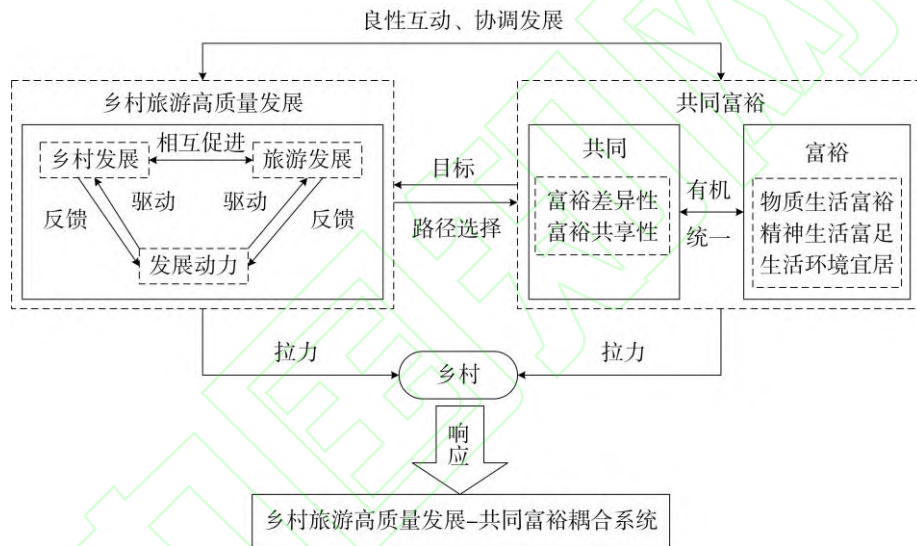 良性互动、协调发展
乡村旅游高质量发展
共同富裕
乡村发展
相互促进
旅游发展
反馈
驱动
驱动
反馈
发展动力
目标
路径选择
共同
富裕差异性
富裕共享性
有机
统一
富裕
物质生活富裕
精神生活富足
生活环境宜居
拉力
拉力
乡村
响
应
乡村旅游高质量发展-共同富裕耦合系统